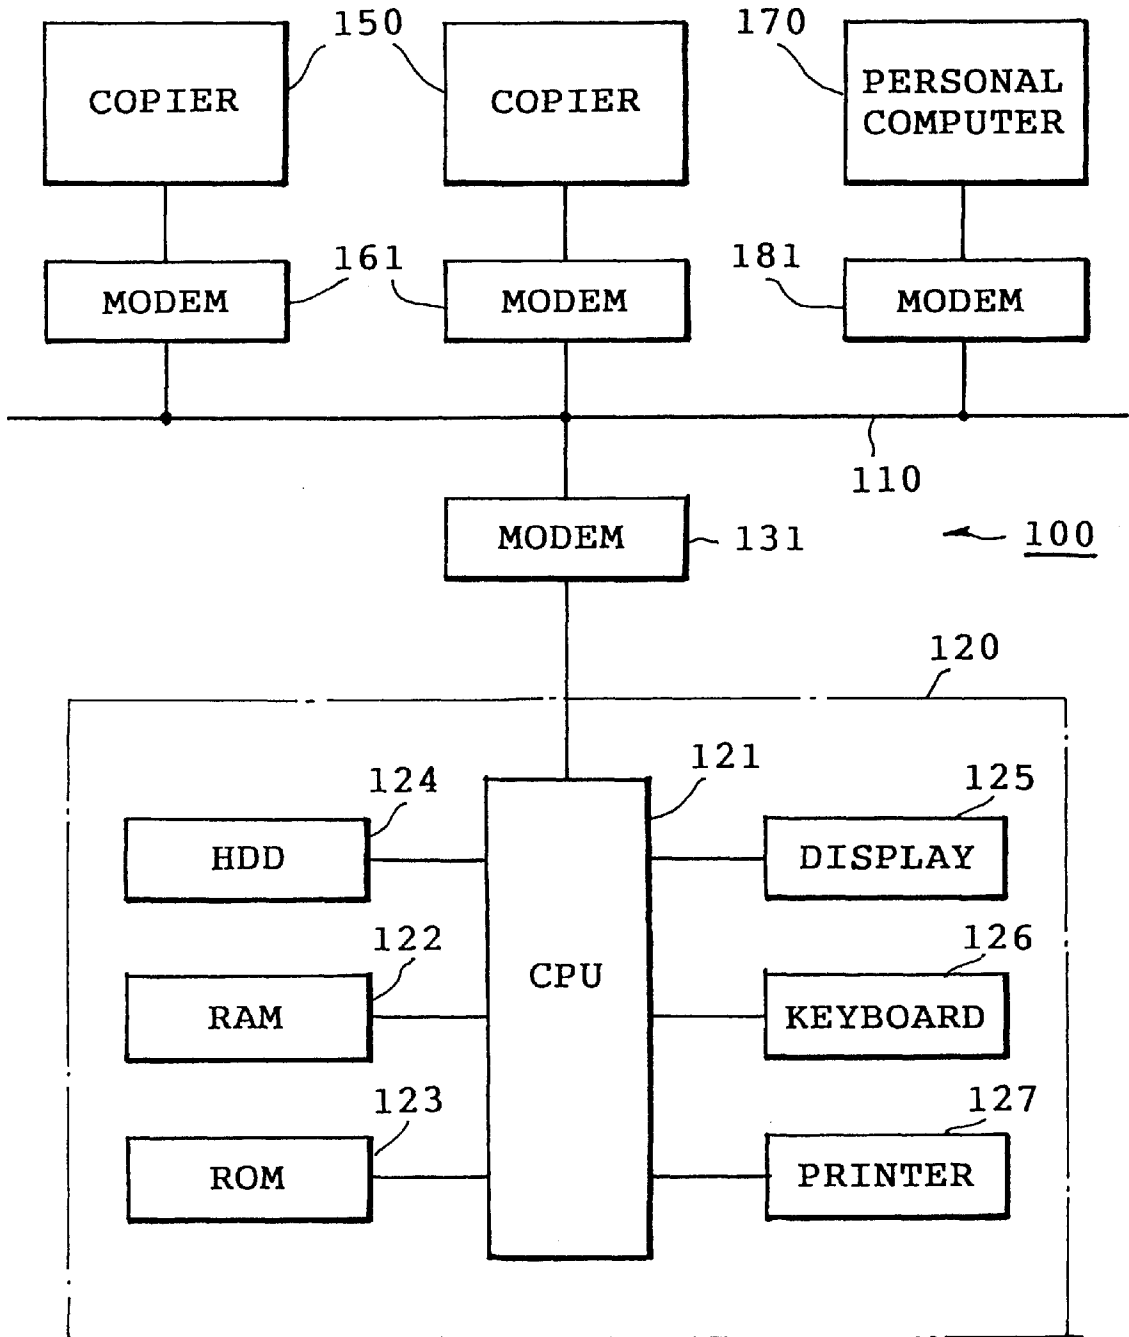 150
170
COPIER
COPIER
PERSONAL
COMPUTER
161
181
MODEM
MODEM
MODEM
110
MODEM
131
100
120
121
124
125
HDD
DISPLAY
122
126
CPU
RAM
KEYBOARD
123
127
ROM
PRINTER